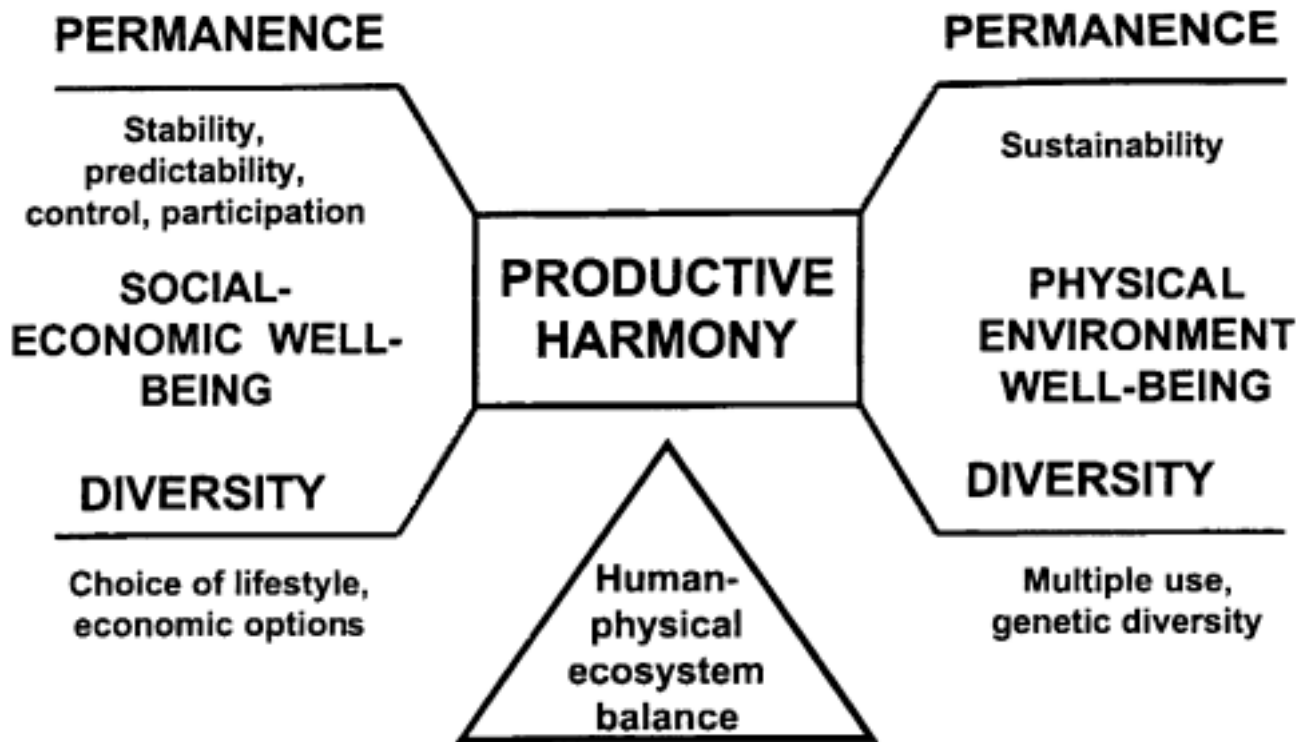 PERMANENCE
Stability,
predictability,
control, participation
SOCIAL-
ECONOMIC WELL-
BEING
DIVERSITY
Choice of lifestyle,
economic options
PRODUCTIVE
HARMONY
Human-
physical
ecosystem
balance
PERMANENCE
Sustainability
PHYSICAL
ENVIRONMENT
WELL-BEING
DIVERSITY
Multiple use,
genetic diversity